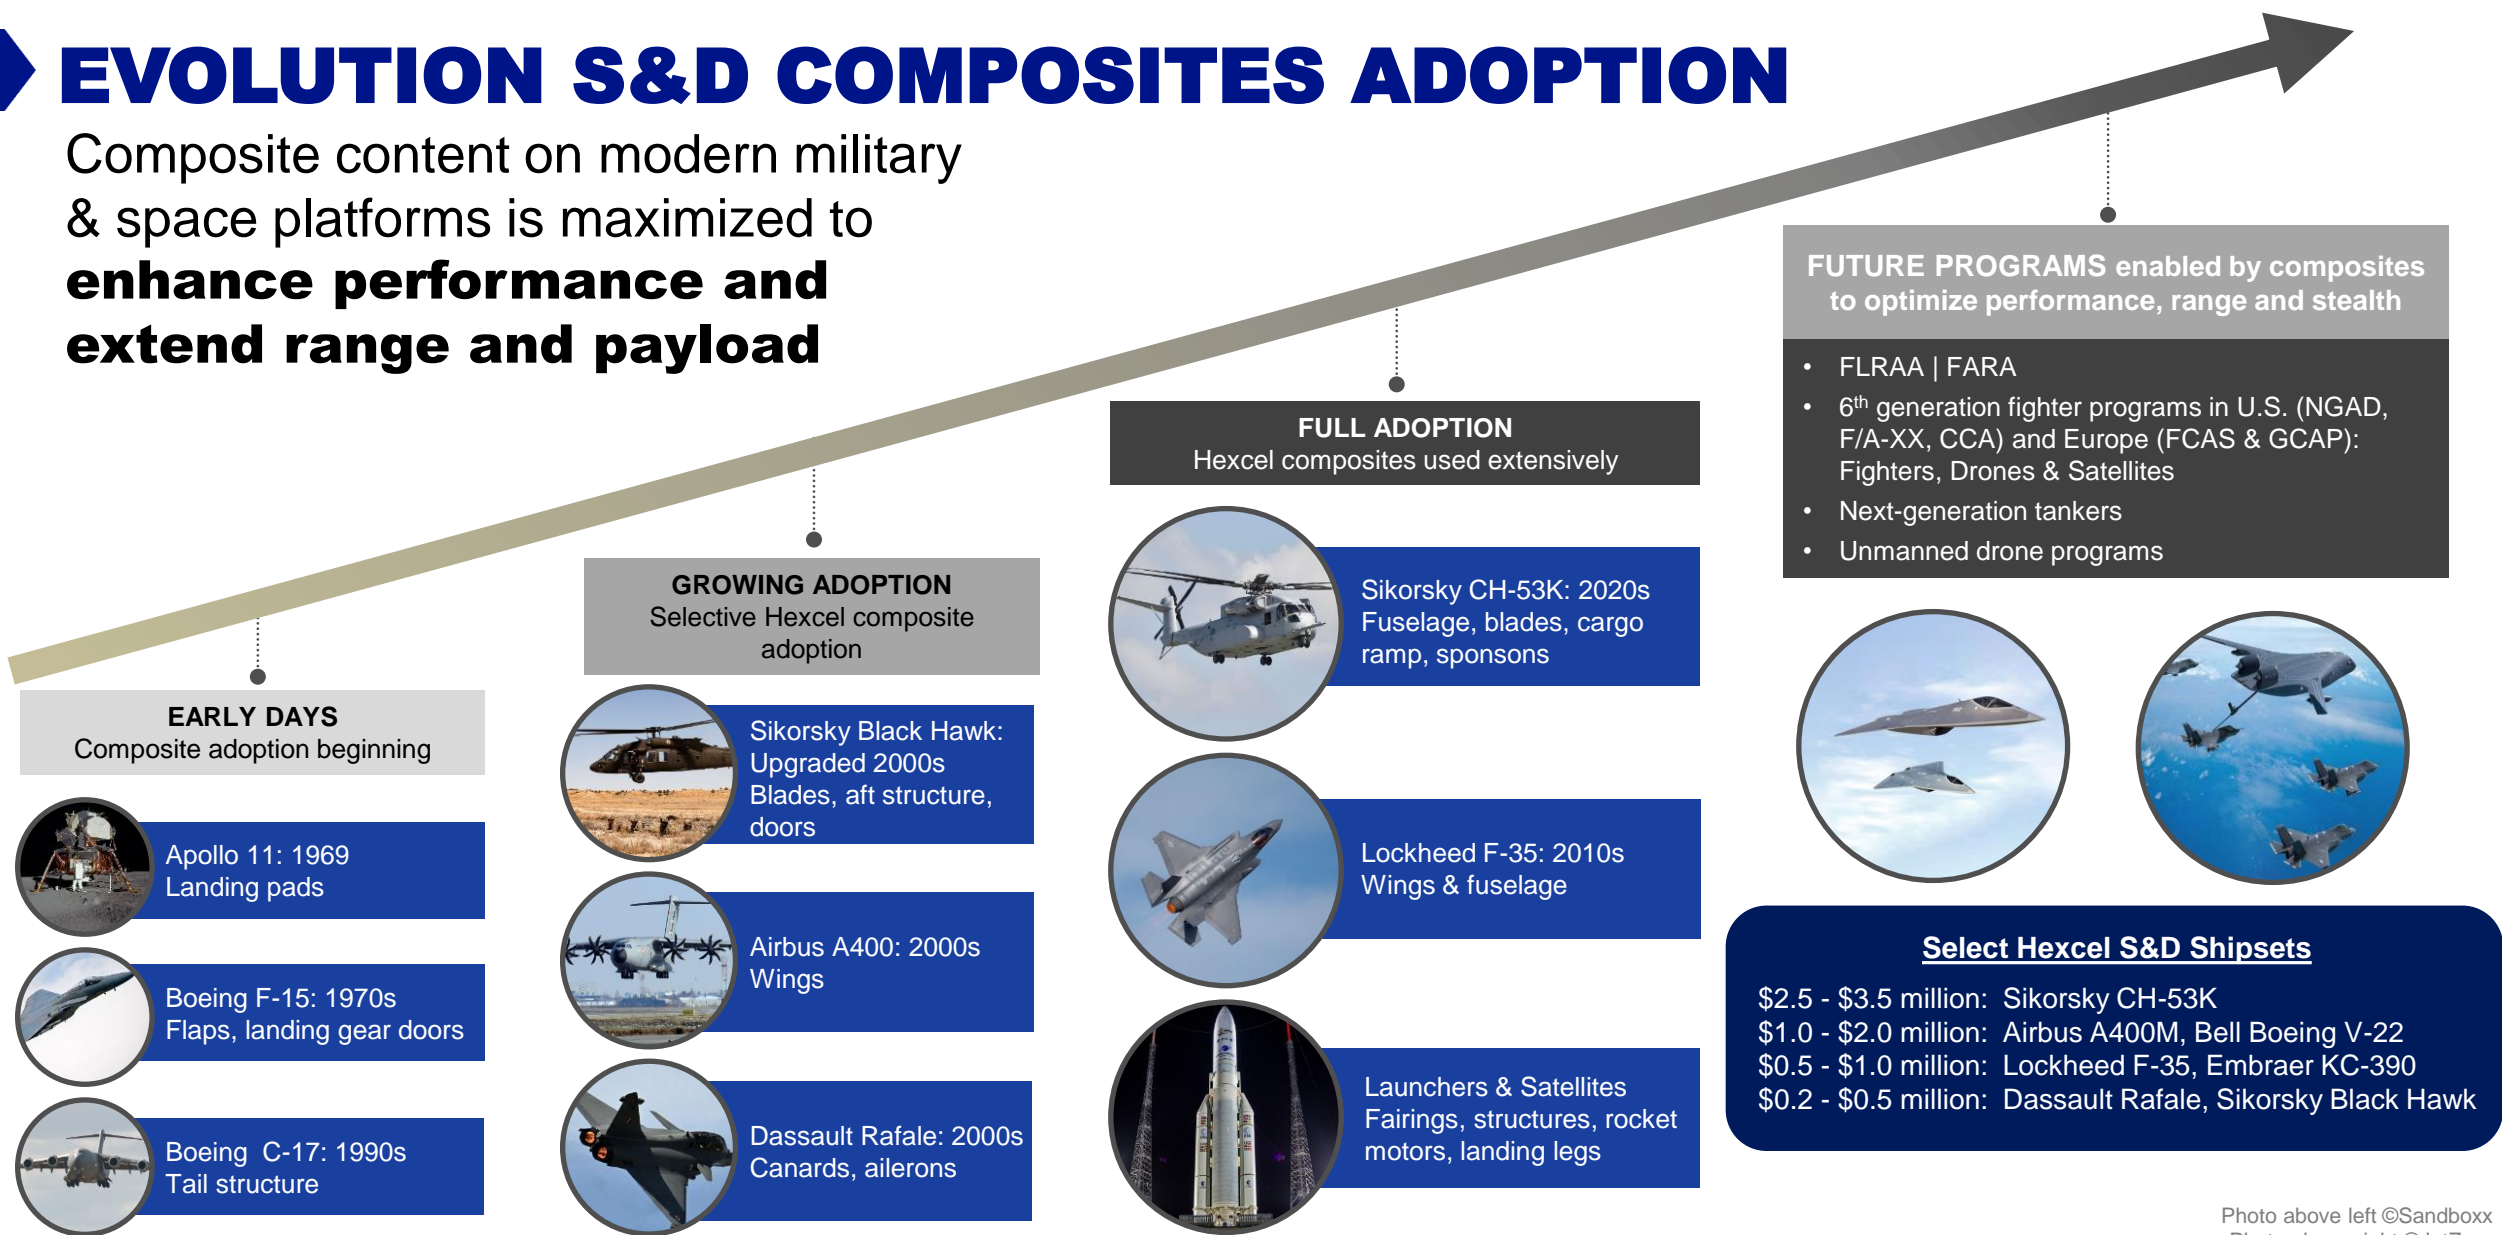 EVOLUTION S&D COMPOSITES ADOPTION
Composite content on modern military
& space platforms is maximized to
enhance performance and
extend range and payload
EARLY DAYS
Composite adoption beginning
Apollo 11: 1969
Landing pads
Boeing F-15: 1970s
Flaps, landing gear doors
Boeing C-17: 1990s
Tail structure
GROWING ADOPTION
Selective Hexcel composite
adoption
Sikorsky Black Hawk:
Upgraded 2000s
Blades, aft structure,
doors
Airbus A400: 2000s
Wings
Dassault Rafale: 2000s
Canards, ailerons
FULL ADOPTION
Hexcel composites used extensively
Sikorsky CH-53K: 2020s
Fuselage, blades, cargo
ramp, sponsons
Lockheed F-35: 2010s
Wings & fuselage
Launchers & Satellites
Fairings, structures, rocket
motors, landing legs
FUTURE PROGRAMS enabled by composites
to optimize performance, range and stealth
• FLRAA | FARA
• 6th generation fighter programs in U.S. (NGAD,
F/A-XX, CCA) and Europe (FCAS & GCAP):
Fighters, Drones & Satellites
• Next-generation tankers
• Unmanned drone programs
Select Hexcel S&D Shipsets
$2.5 - $3.5 million: Sikorsky CH-53K
$1.0 - $2.0 million: Airbus A400M, Bell Boeing V-22
$0.5 - $1.0 million: Lockheed F-35, Embraer KC-390
$0.2 - $0.5 million: Dassault Rafale, Sikorsky Black Hawk
Photo above left ©Sandboxx